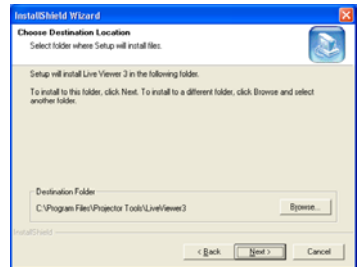 InstallShield Wizard
Choose Destination Location
Select folder where Setup will install files.
Setup will install Live Viewer 3 in the following folder.
To install to this folder, click Next. To install to a different folder, click Browse and select
another folder.
Destination Folder
C:\Program Files\Projector Tools\LiveViewer3
Browse...
InstallShield
< Back
Next >
Cancel